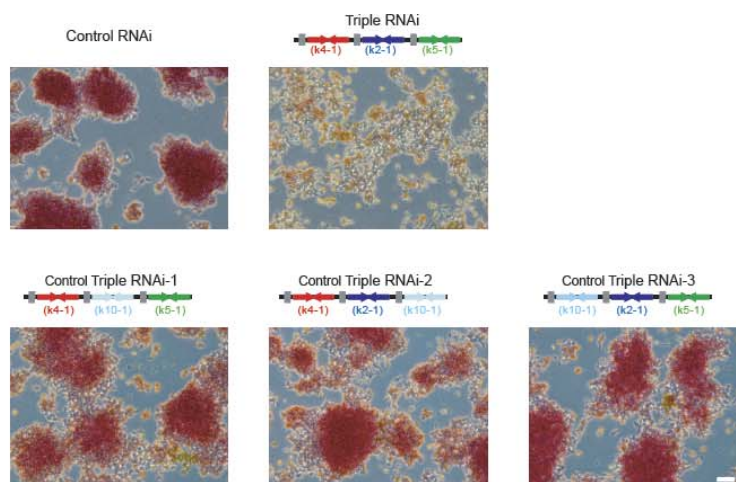 Control RNAi
Triple RNAi
(k4-1) (k2-1) (k5-1)
Control Triple RNAi-1
(k4-1) (k10-1) (k5-1)
Control Triple RNAi-2
(k4-1) (k2-1) (k10-1)
Control Triple RNAi-3
(k10-1) (k2-1) (k5-1)